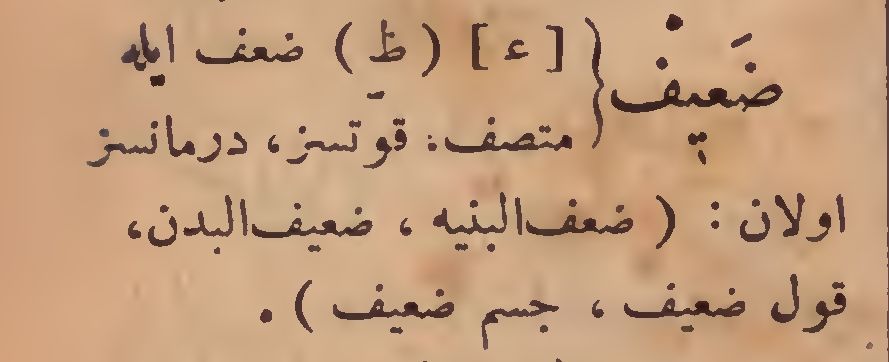 ضَعيف { [ ء ] ( ظَ ) ضعف ايله
متصف : قوتسز ، درمانسز
اولان : ( ضعف‌البنيه ، ضعيف‌البدن ،
قول ضعيف ، جسم ضعيف ) .